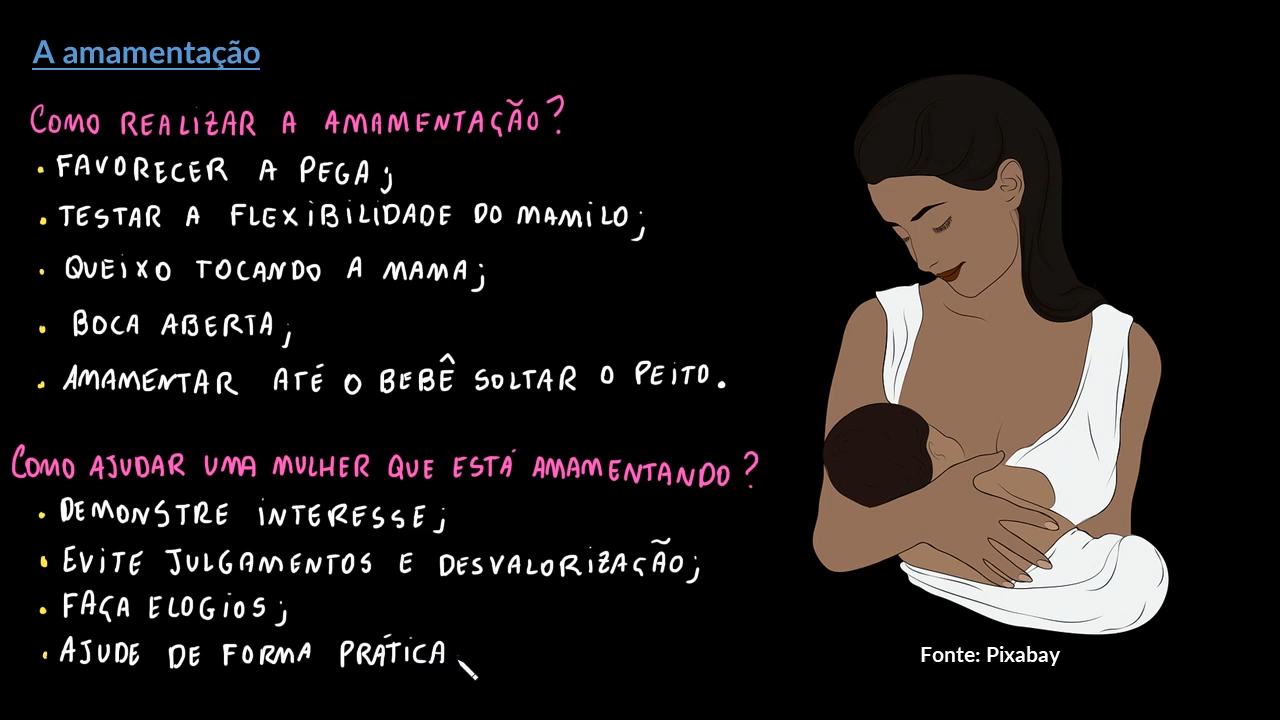 A amamentação
COMO REALIZAR A AMAMENTAÇÃO?
• FAVORECER A PEGA;
• TESTAR A FLEXIBILIDADE DO MAMILO;
• QUEIXO TOCANDO A MAMA;
• BOCA ABERTA;
• AMAMENTAR ATÉ O BEBÊ SOLTAR O PEITO.
COMO AJUDAR UMA MULHER QUE ESTÁ AMAMENTANDO?
• DEMONSTRE INTERESSE;
• EVITE JULGAMENTOS E DESVALORIZAÇÃO;
• FAÇA ELOGIOS;
• AJUDE DE FORMA PRÁTICA
Fonte: Pixabay